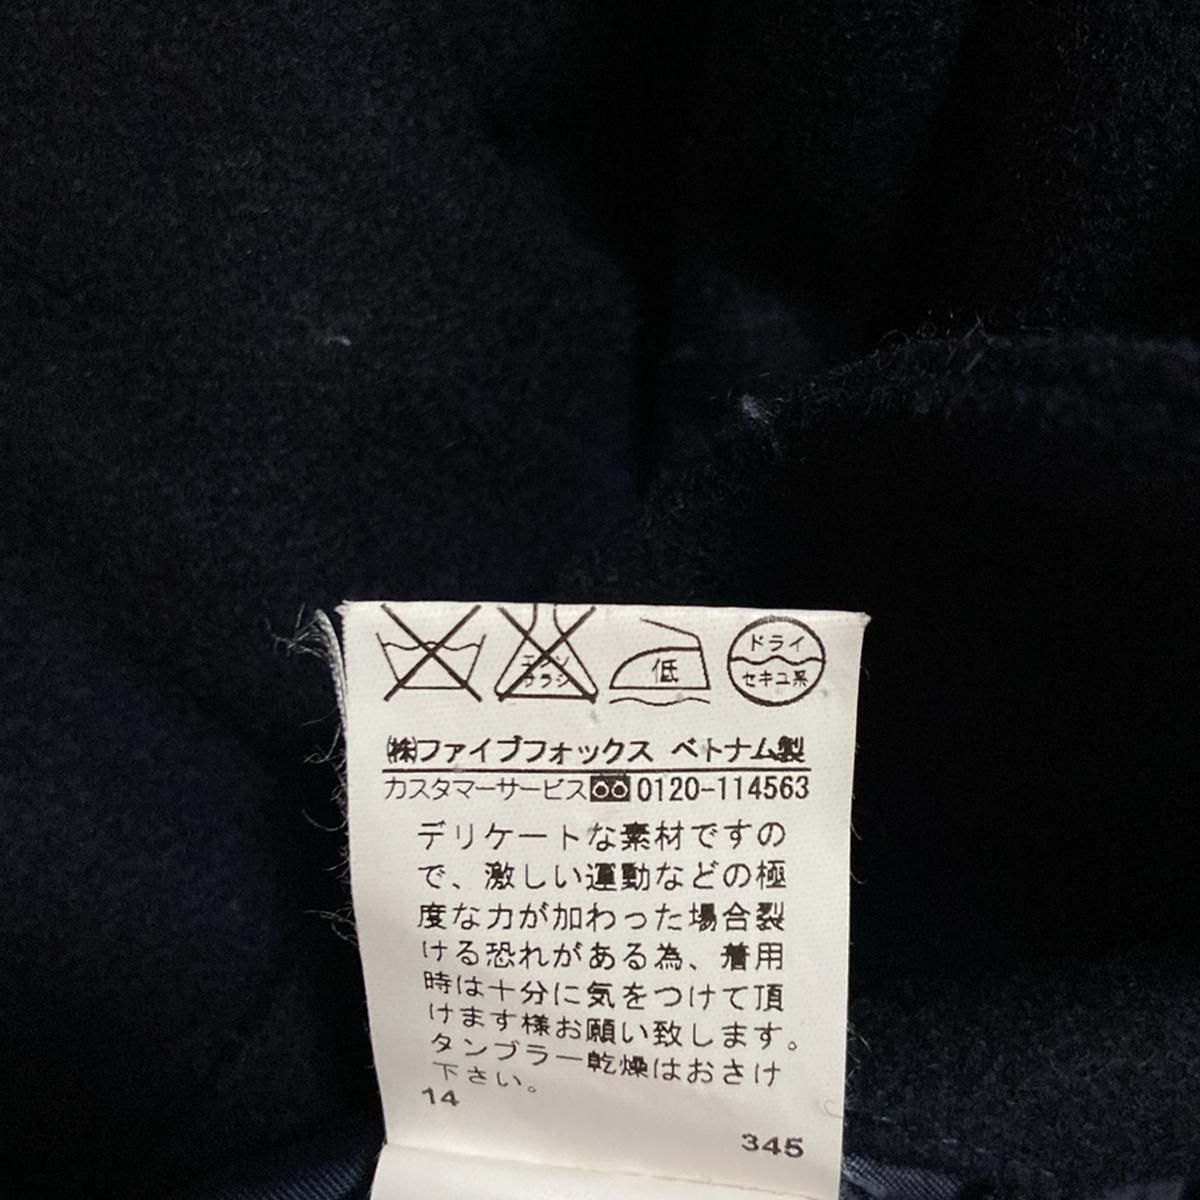 エンソ サラシ 低 ドライ セキユ系
㈱ファイブフォックス ベトナム製
カスタマーサービス 0120-114563
デリケートな素材ですの
で、激しい運動などの極
度な力が加わった場合裂
ける恐れがある為、着用
時は十分に気をつけて頂
けます様お願い致します。
タンブラー乾燥はおさけ
下さい。
14
345